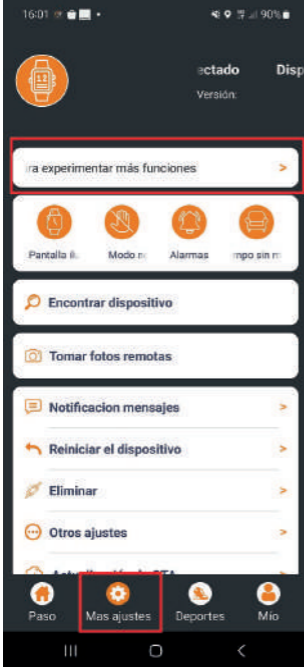 16:01
90%
ectado Disp
Versión:
ra experimentar más funciones
Pantalla il. Modo n Alarmas mpo sin m
Encontrar dispositivo
Tomar fotos remotas
Notificacion mensajes
Reiniciar el dispositivo
Eliminar
Otros ajustes
Paso Mas ajustes Deportes Mío